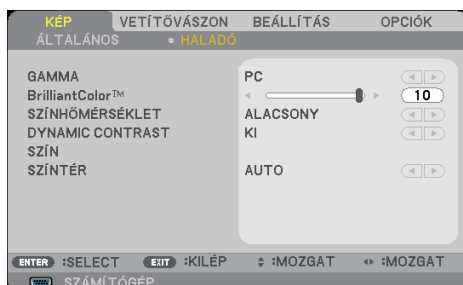 KÉP VETÍTŐVÁSZON BEÁLLÍTÁS OPCIÓK
ÁLTALÁNOS • HALADÓ
GAMMA PC
BrilliantColor™ 10
SZÍNHŐMÉRSÉKLET ALACSONY
DYNAMIC CONTRAST KI
SZÍN
SZÍNTÉR AUTO
ENTER :SELECT EXIT :KILÉP :MOZGAT :MOZGAT
SZÁMÍTÓGÉP